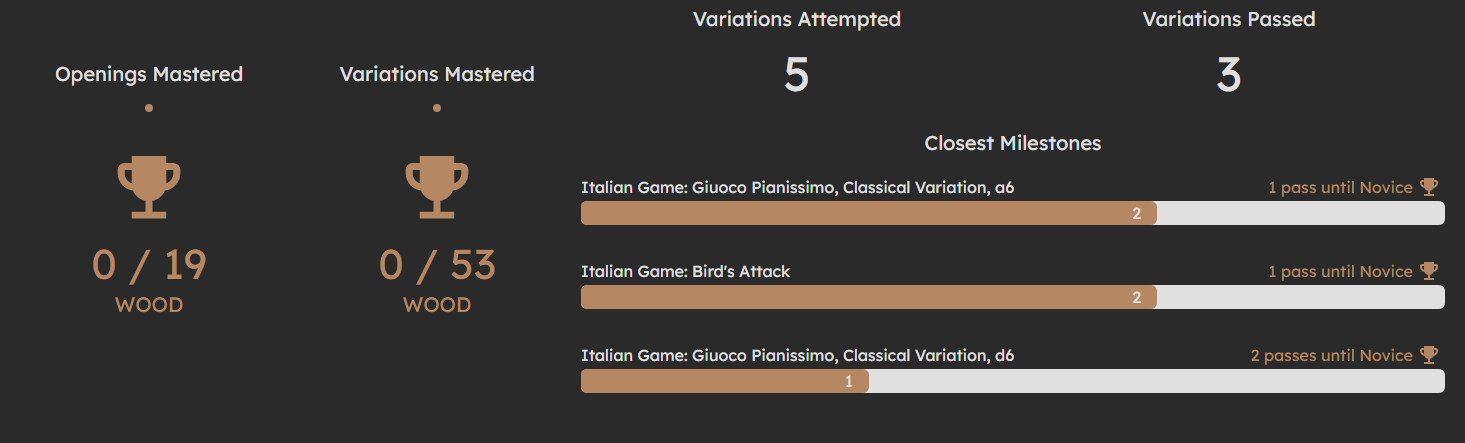 Openings Mastered
0 / 19
WOOD
Variations Mastered
0 / 53
WOOD
Variations Attempted
5
Variations Passed
3
Closest Milestones
Italian Game: Giuoco Pianissimo, Classical Variation, a6
1 pass until Novice
2
Italian Game: Bird's Attack
1 pass until Novice
2
Italian Game: Giuoco Pianissimo, Classical Variation, d6
2 passes until Novice
1